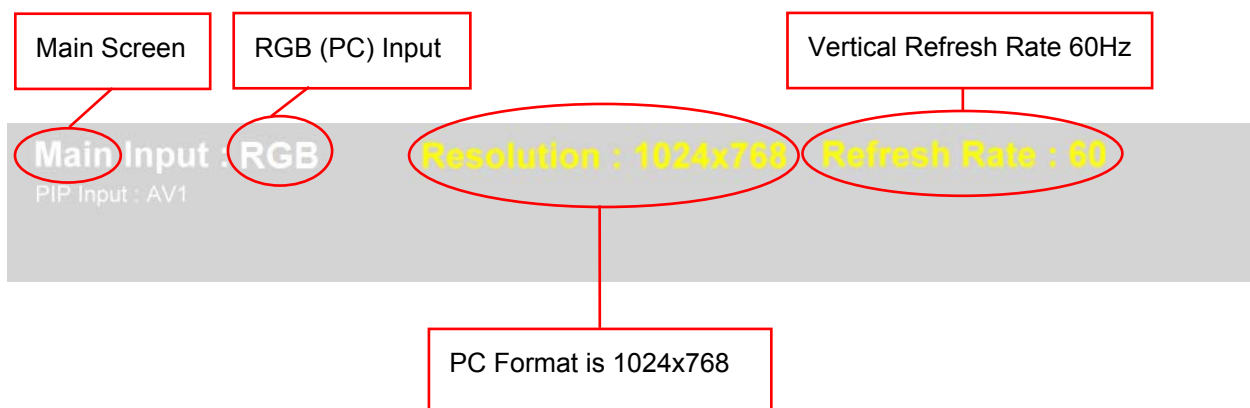 Main Screen
RGB (PC) Input
Vertical Refresh Rate 60Hz
Main Input : RGB Resolution : 1024x768 Refresh Rate : 60
PIP Input : AV1
PC Format is 1024x768